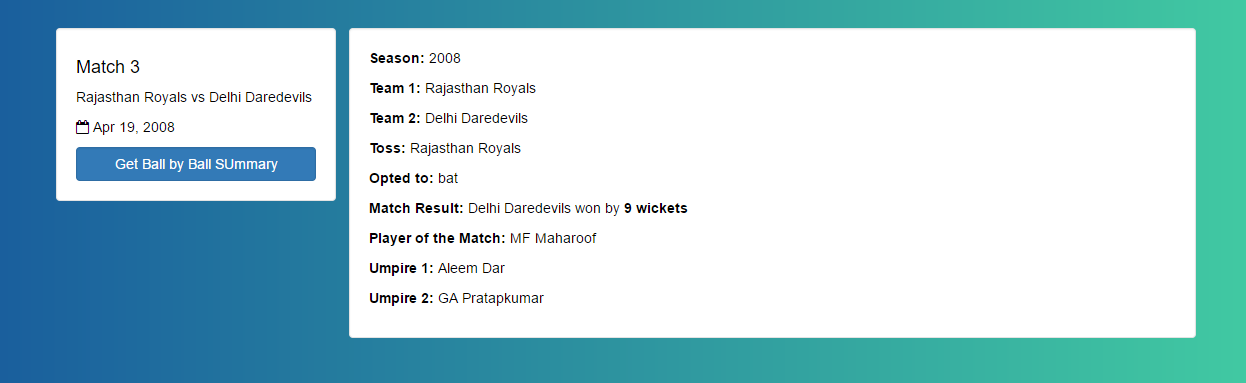 Match 3
Rajasthan Royals vs Delhi Daredevils
Apr 19, 2008
Get Ball by Ball SUmmary
Season: 2008
Team 1: Rajasthan Royals
Team 2: Delhi Daredevils
Toss: Rajasthan Royals
Opted to: bat
Match Result: Delhi Daredevils won by 9 wickets
Player of the Match: MF Maharoof
Umpire 1: Aleem Dar
Umpire 2: GA Pratapkumar